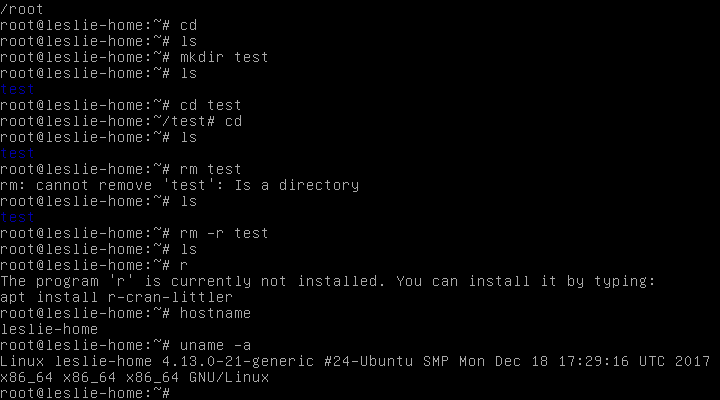 /root
root@leslie-home:~# cd
root@leslie-home:~# ls
root@leslie-home:~# mkdir test
root@leslie-home:~# ls
test
root@leslie-home:~# cd test
root@leslie-home:~/test# cd
root@leslie-home:~# ls
test
root@leslie-home:~# rm test
rm: cannot remove 'test': Is a directory
root@leslie-home:~# ls
test
root@leslie-home:~# rm -r test
root@leslie-home:~# ls
root@leslie-home:~# r
The program 'r' is currently not installed. You can install it by typing:
apt install r-cran-littler
root@leslie-home:~# hostname
leslie-home
root@leslie-home:~# uname -a
Linux leslie-home 4.13.0-21-generic #24-Ubuntu SMP Mon Dec 18 17:29:16 UTC 2017
x86_64 x86_64 x86_64 GNU/Linux
root@leslie-home:~#